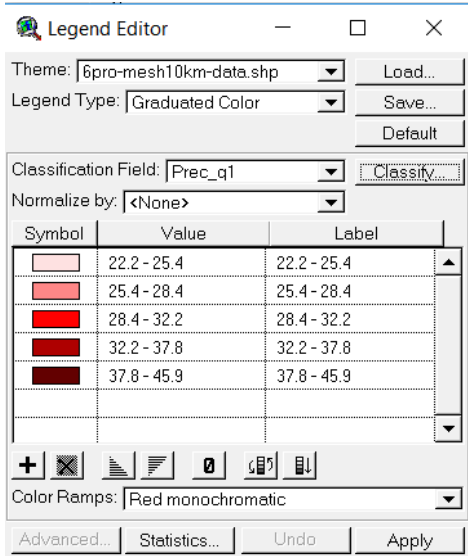 Legend Editor
Theme: 6pro-mesh10km-data.shp Load...
Legend Type: Graduated Color Save...
Default
Classification Field: Prec_q1 Classify...
Normalize by: <None>
Symbol Value Label
22.2 - 25.4 22.2 - 25.4
25.4 - 28.4 25.4 - 28.4
28.4 - 32.2 28.4 - 32.2
32.2 - 37.8 32.2 - 37.8
37.8 - 45.9 37.8 - 45.9
0
Color Ramps: Red monochromatic
Advanced... Statistics... Undo Apply